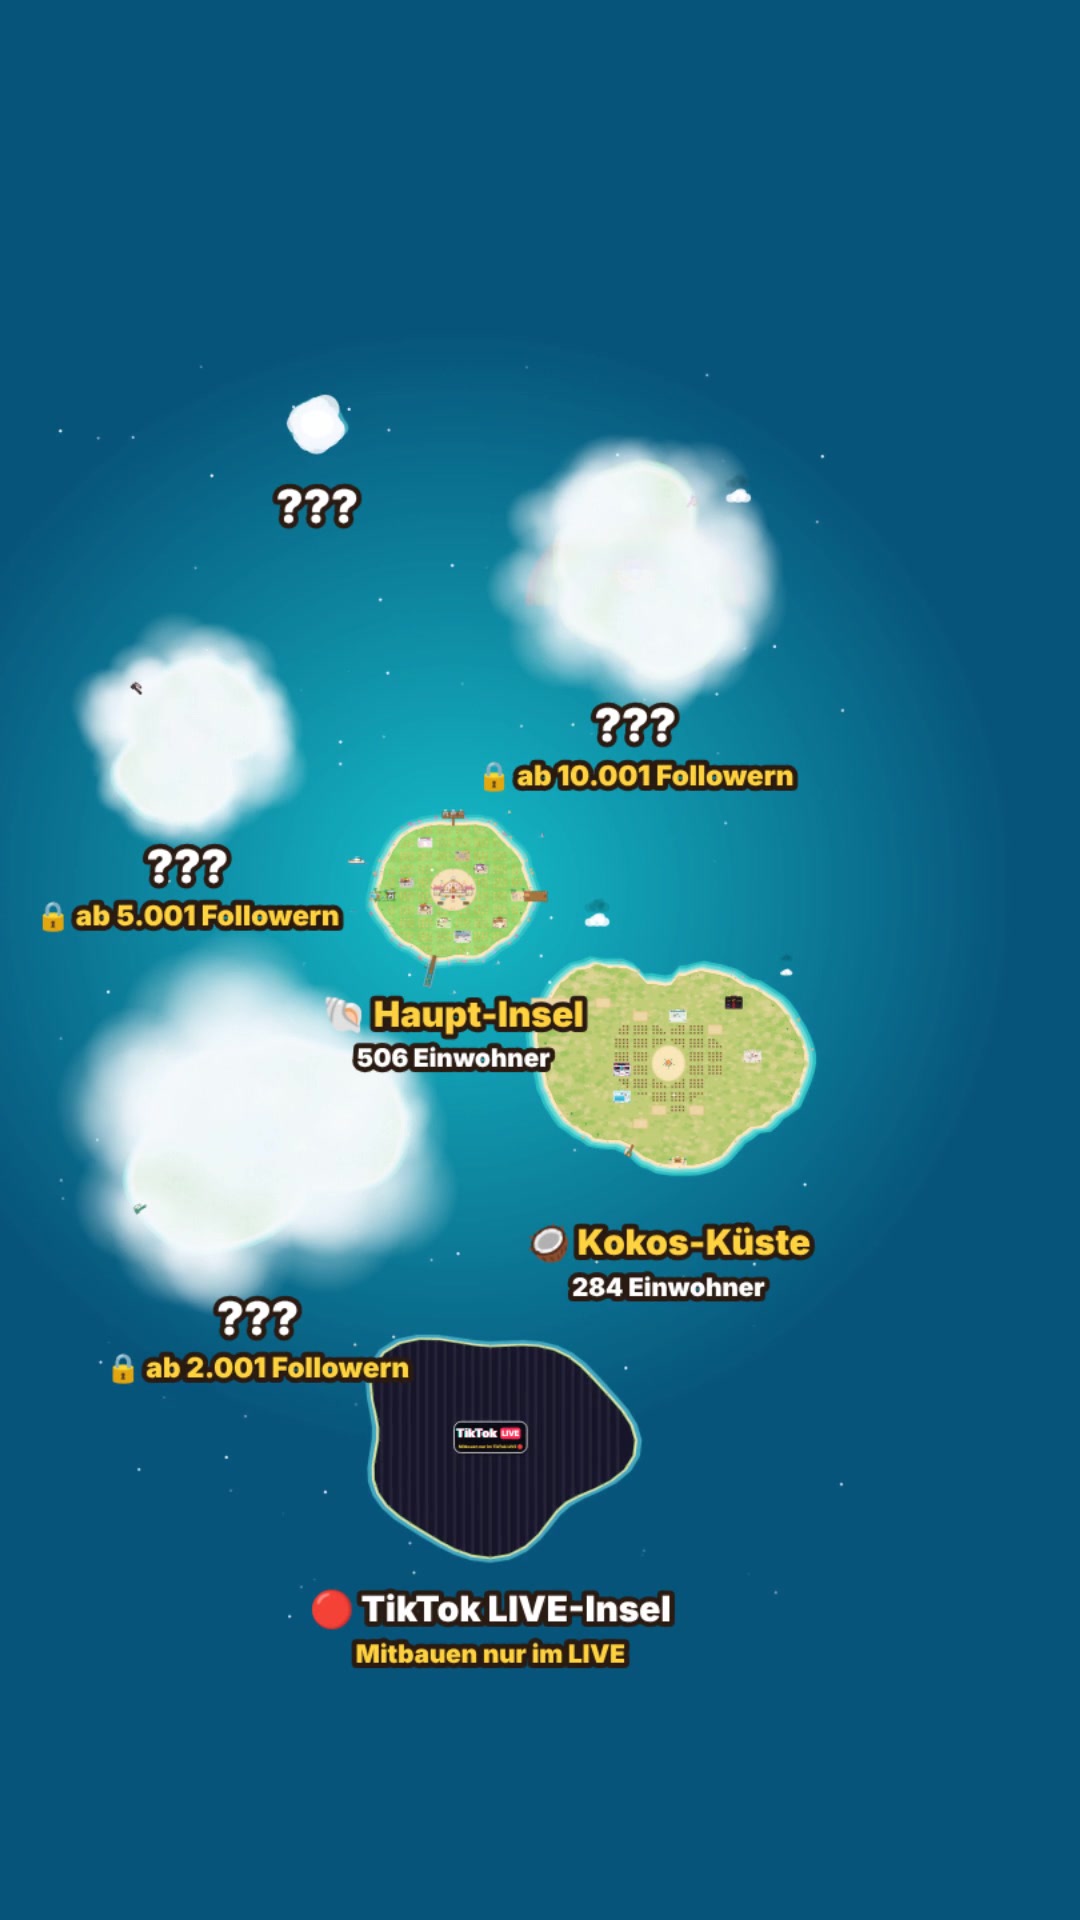 ???
???
🔒 ab 10.001 Followern
???
🔒 ab 5.001 Followern
🐚 Haupt-Insel
506 Einwohner
🥥 Kokos-Küste
284 Einwohner
???
🔒 ab 2.001 Followern
TikTok LIVE
🔴 TikTok LIVE-Insel
Mitbauen nur im LIVE